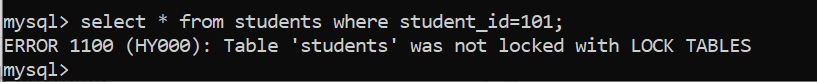 mysql> select * from students where student_id=101;
ERROR 1100 (HY000): Table 'students' was not locked with LOCK TABLES
mysql>